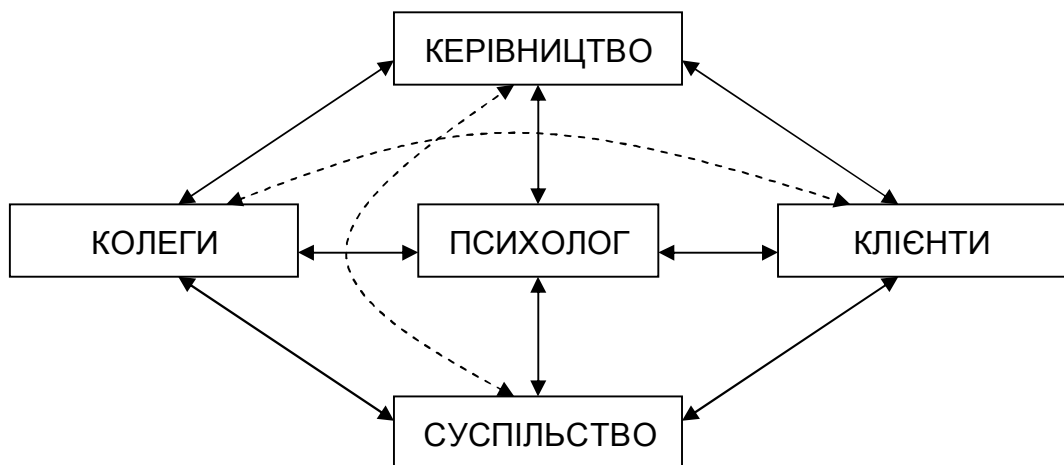 КЕРІВНИЦТВО
КОЛЕГИ
ПСИХОЛОГ
КЛІЄНТИ
СУСПІЛЬСТВО